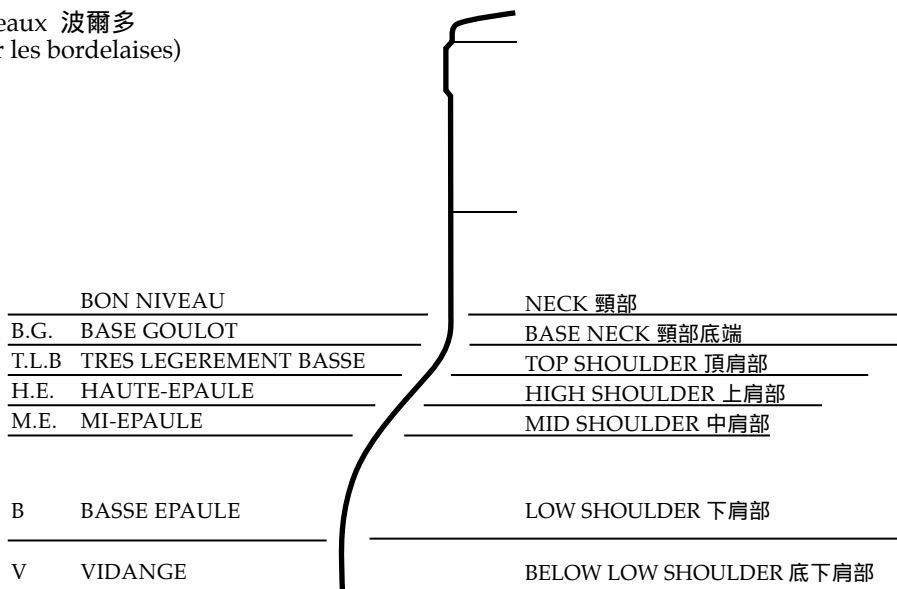 eaux 波爾多
les bordelaises)
BON NIVEAU NECK 頸部
B.G. BASE GOULOT BASE NECK 頸部底端
T.L.B TRES LEGEREMENT BASSE TOP SHOULDER 頂肩部
H.E. HAUTE-EPAULE HIGH SHOULDER 上肩部
M.E. MI-EPAULE MID SHOULDER 中肩部
B BASSE EPAULE LOW SHOULDER 下肩部
V VIDANGE BELOW LOW SHOULDER 底下肩部